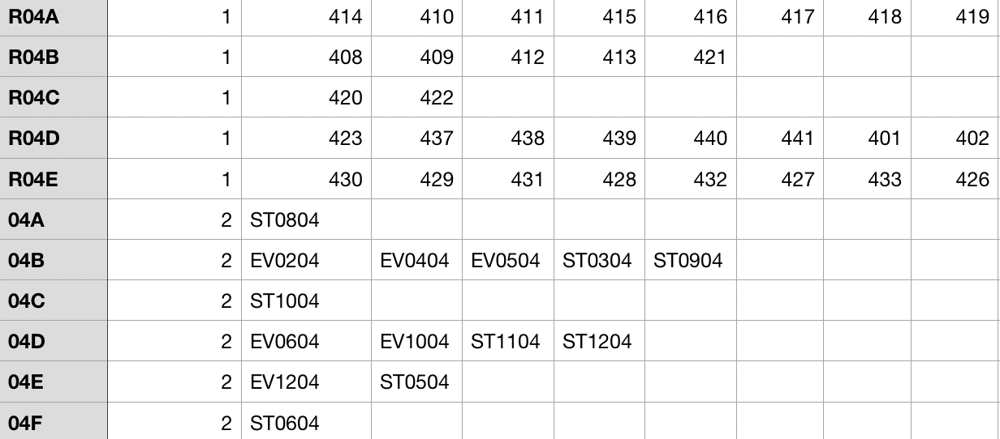 R04A 1 414 410 411 415 416 417 418 419
R04B 1 408 409 412 413 421
R04C 1 420 422
R04D 1 423 437 438 439 440 441 401 402
R04E 1 430 429 431 428 432 427 433 426
04A 2 ST0804
04B 2 EV0204 EV0404 EV0504 ST0304 ST0904
04C 2 ST1004
04D 2 EV0604 EV1004 ST1104 ST1204
04E 2 EV1204 ST0504
04F 2 ST0604